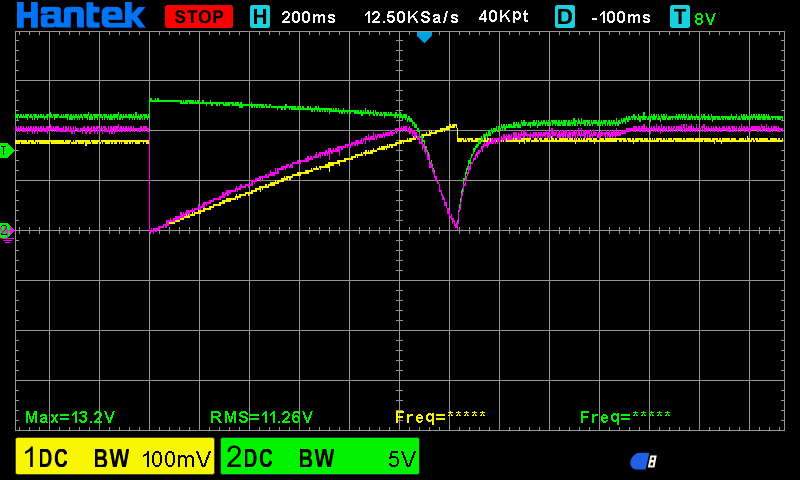 Hantek STOP H 200ms 12.50KSa/s 40Kpt D -100ms T 8V
T
2
Max=13.2V RMS=11.26V Freq=***** Freq=*****
1DC BW 100mV 2DC BW 5V